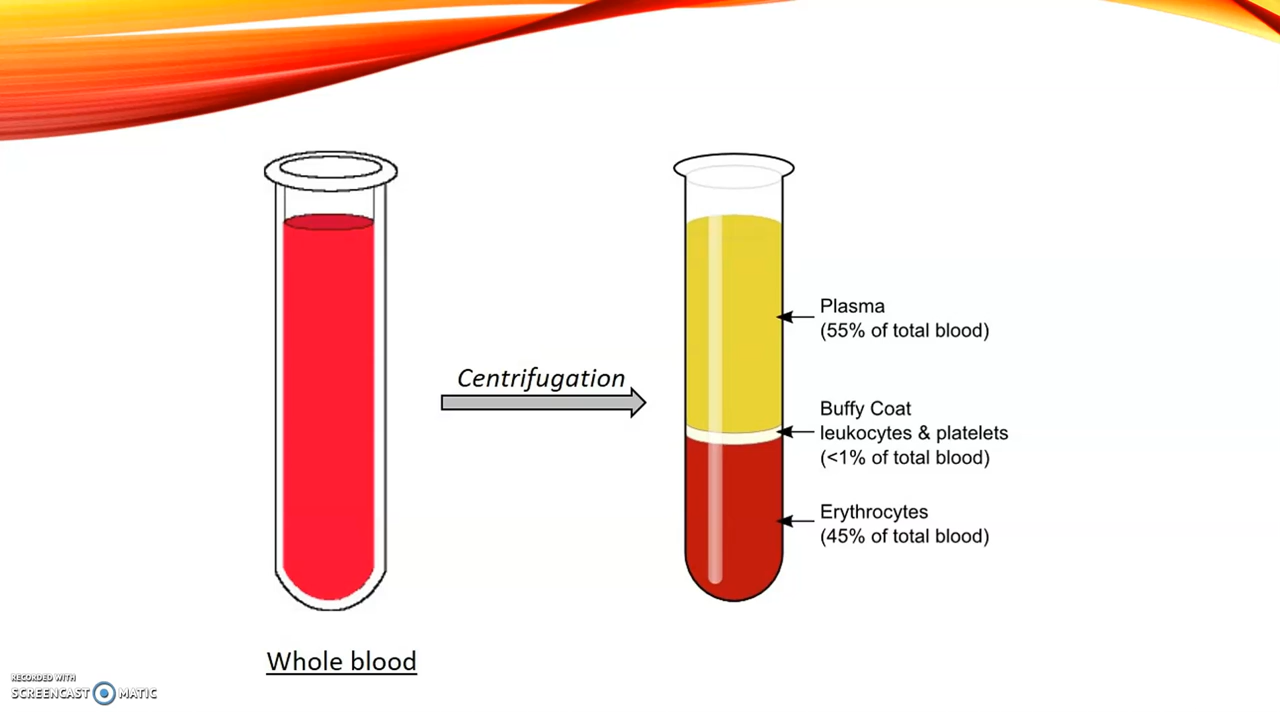 Centrifugation
Plasma
(55% of total blood)
Buffy Coat
leukocytes & platelets
(<1% of total blood)
Erythrocytes
(45% of total blood)
Whole blood
RECORDED WITH
SCREENCAST MATIC